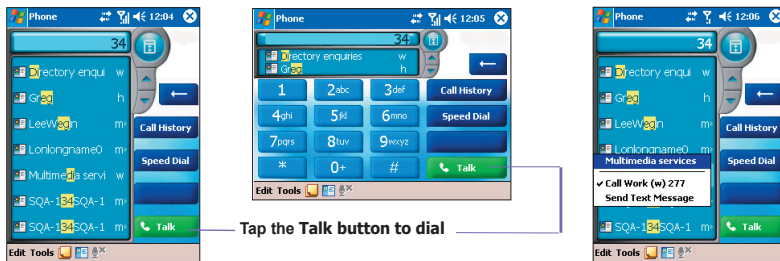 Phone 12:04
34
Directory enqui w
Greg h
LeeWegn m
Lonlongname0 m
Multimedia servi w
SQA-134SQA-1 m
SQA-134SQA-1 m
Call History
Speed Dial
Talk
Edit Tools
Phone 12:05
34
Directory enquiries w
Greg h
1 2abc 3def Call History
4ghi 5jkl 6mno Speed Dial
7pqrs 8tuv 9wxyz
* 0+ # Talk
Edit Tools
Tap the Talk button to dial
Phone 12:06
34
Directory enqui w
Greg h
LeeWegn m
Lonlongname0 m
Multimedia services
Call Work (w) 277
Send Text Message
SQA-134SQA-1 m
Call History
Speed Dial
Talk
Edit Tools